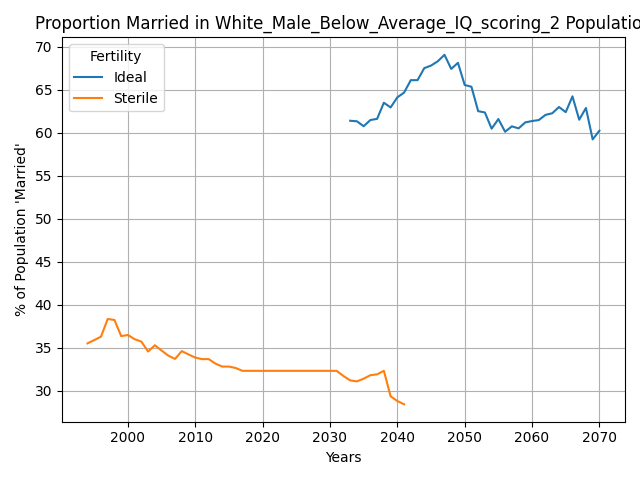 Proportion Married in White_Male_Below_Average_IQ_scoring_2 Populatio
Fertility
Ideal
Sterile
% of Population 'Married'
70
65
60
55
50
45
40
35
30
2000 2010 2020 2030 2040 2050 2060 2070
Years